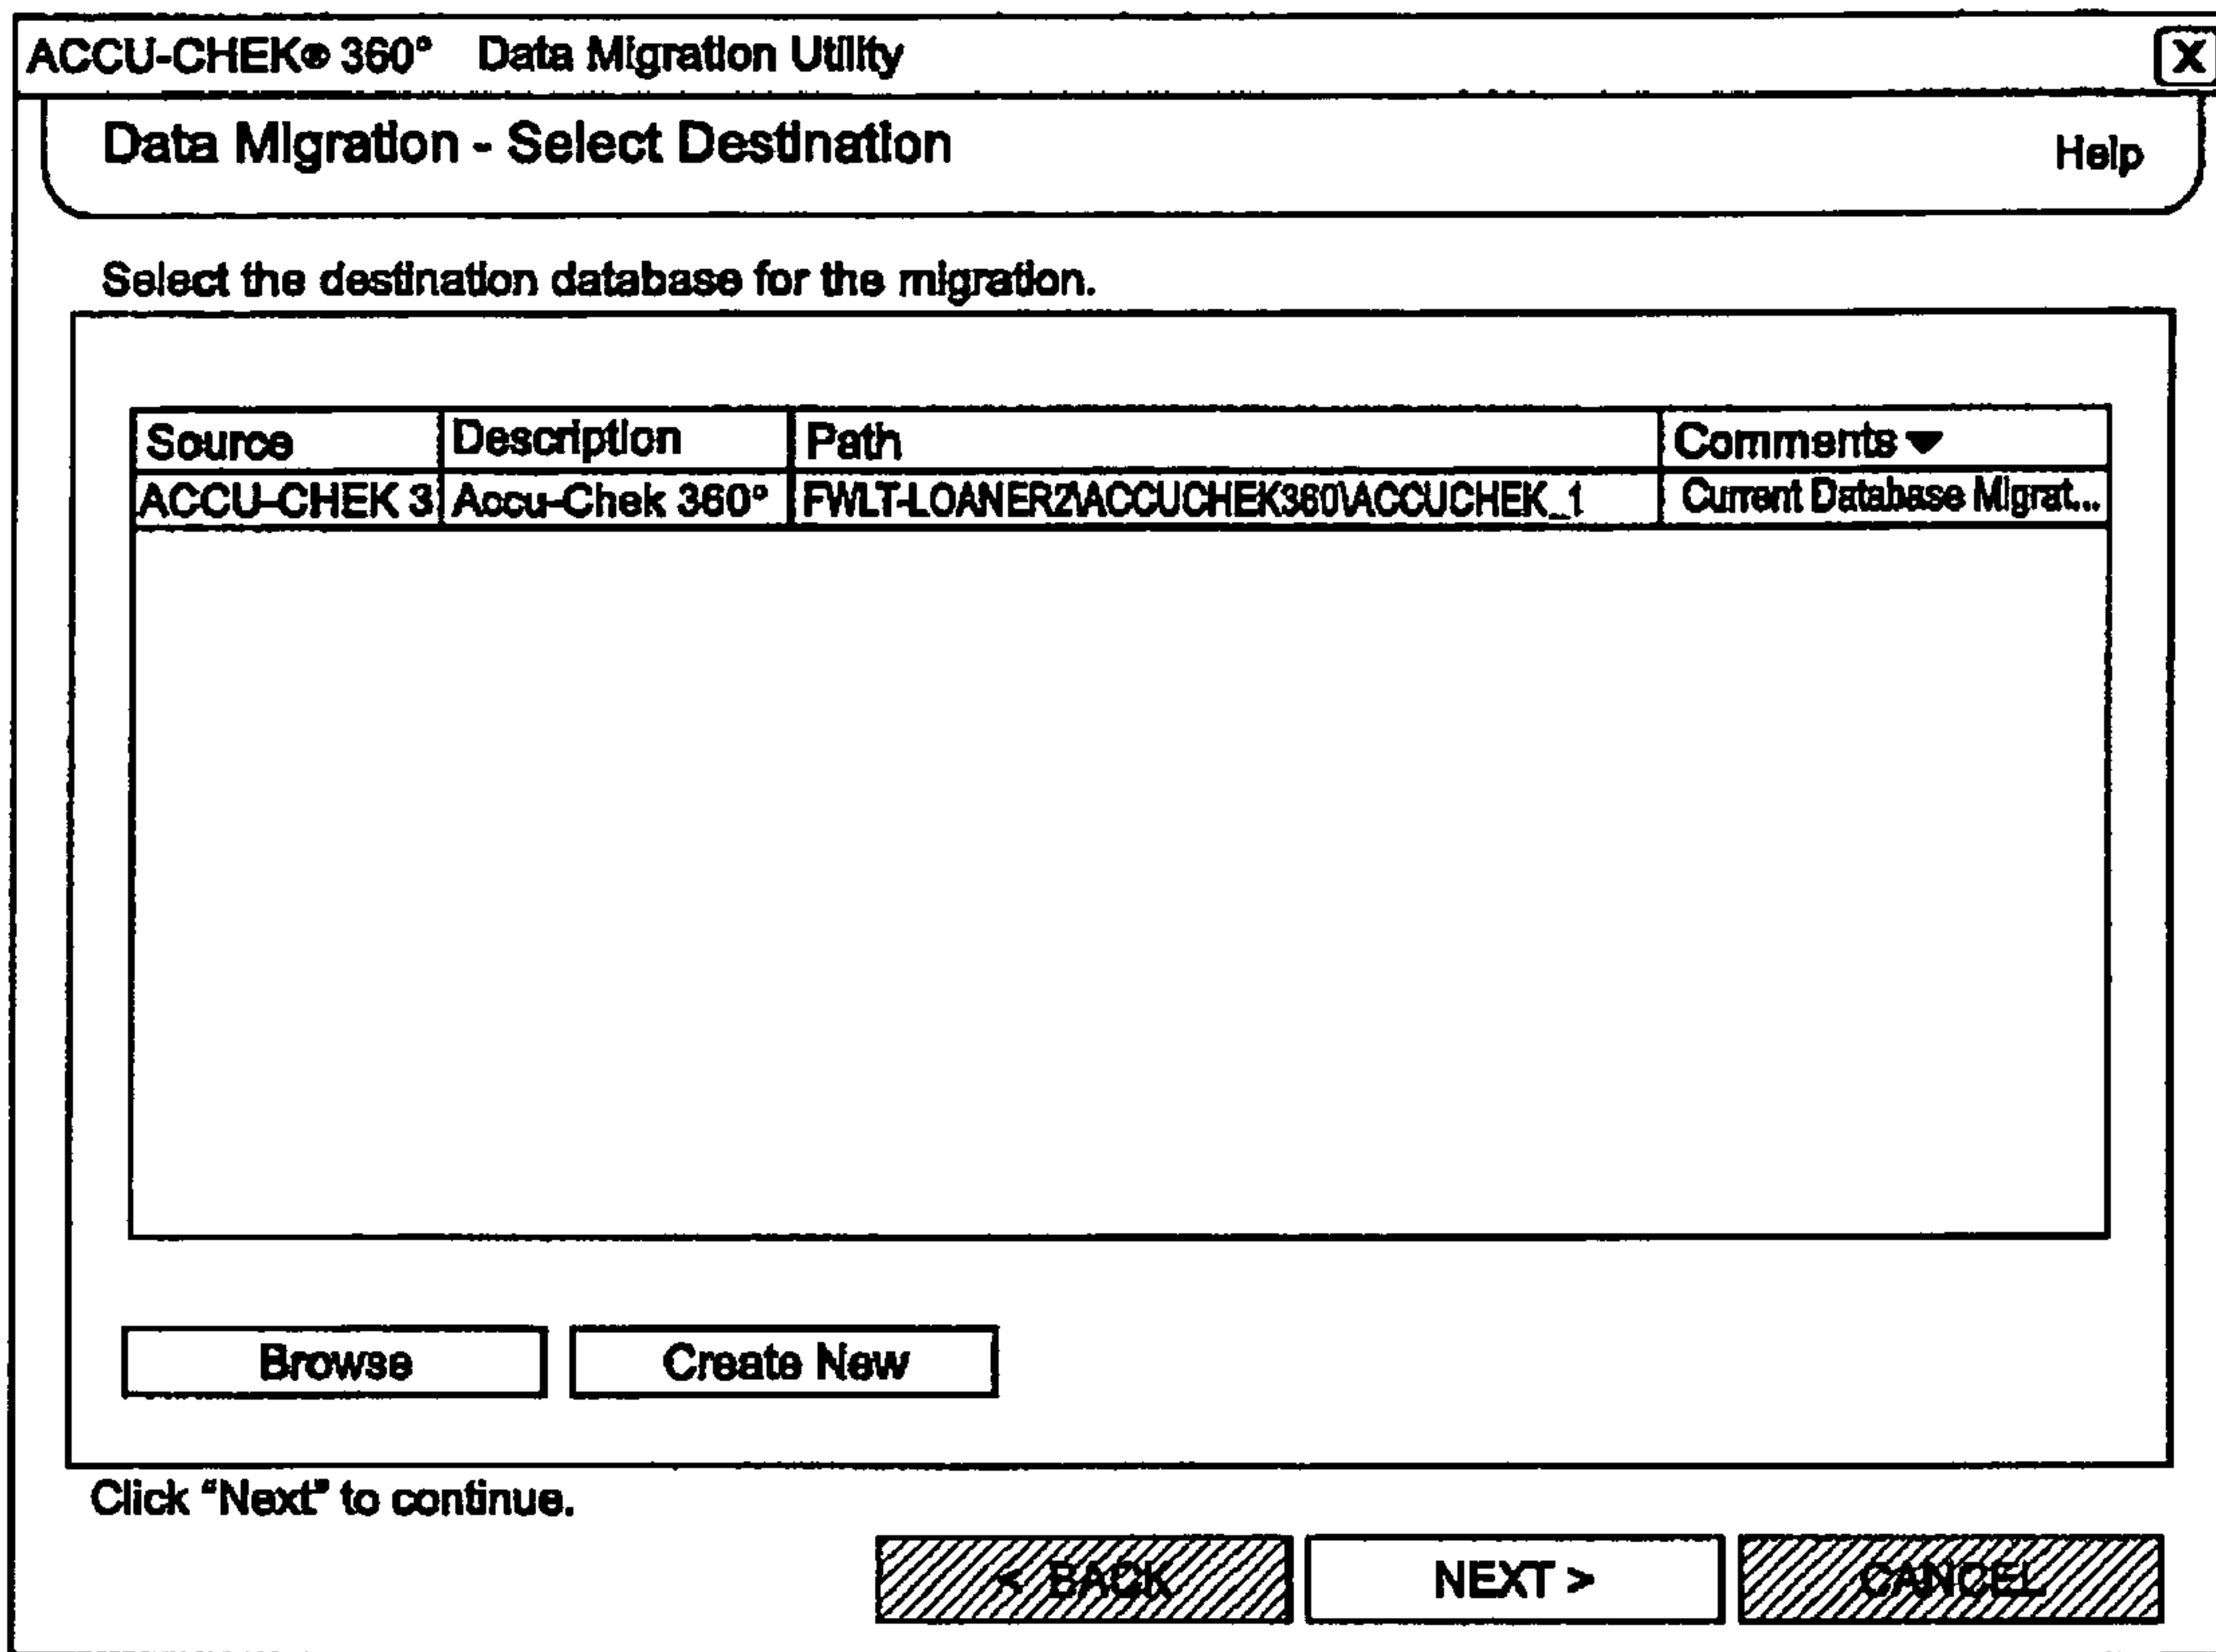 ACCU-CHEK® 360° Data Migration Utility X
Data Migration - Select Destination Help
Select the destination database for the migration.
Source Description Path Comments
ACCU-CHEK 3 Accu-Chek 360° FWLT-LOANER2\ACCUCHEK360\ACCUCHEK_1 Current Database Migrat...
Browse Create New
Click "Next" to continue.
< BACK NEXT > CANCEL